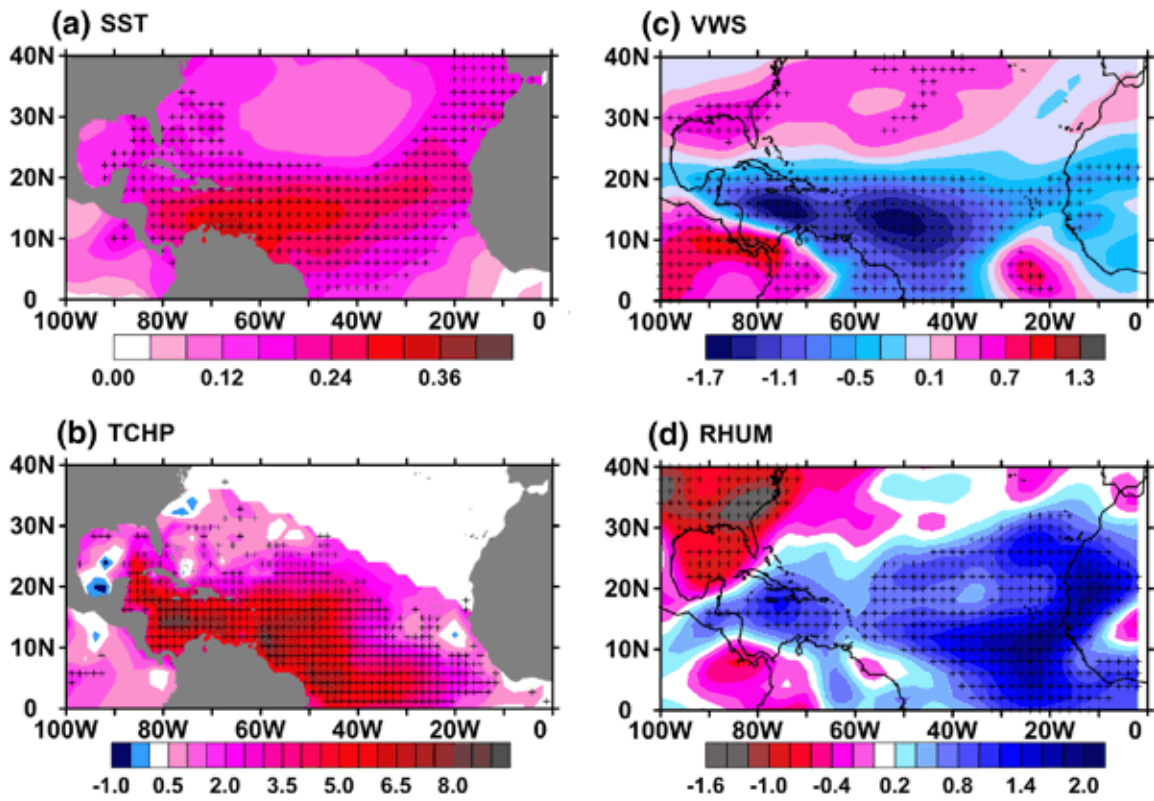 (a) SST
40N
30N
20N
10N
0
100W 80W 60W 40W 20W 0
0.00 0.12 0.24 0.36
(c) VWS
40N
30N
20N
10N
0
100W 80W 60W 40W 20W 0
-1.7 -1.1 -0.5 0.1 0.7 1.3
(b) TCHP
40N
30N
20N
10N
0
100W 80W 60W 40W 20W 0
-1.0 0.5 2.0 3.5 5.0 6.5 8.0
(d) RHUM
40N
30N
20N
10N
0
100W 80W 60W 40W 20W 0
-1.6 -1.0 -0.4 0.2 0.8 1.4 2.0